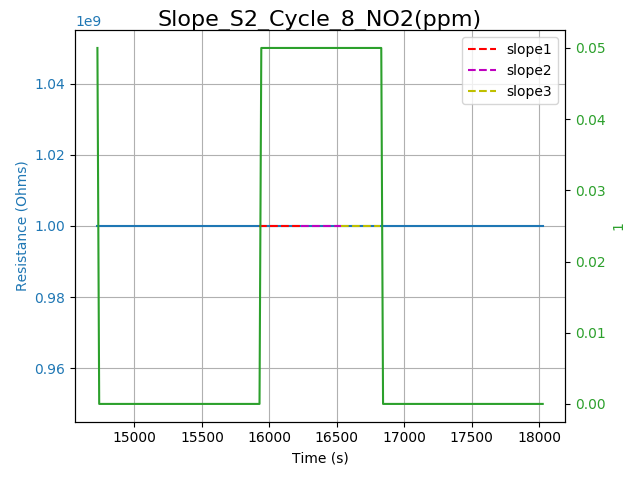 Slope_S2_Cycle_8_NO2(ppm)
1e9
slope1
slope2
slope3
1.04
1.02
1.00
0.98
0.96
Resistance (Ohms)
0.05
0.04
0.03
0.02
0.01
0.00
1
15000 15500 16000 16500 17000 17500 18000
Time (s)